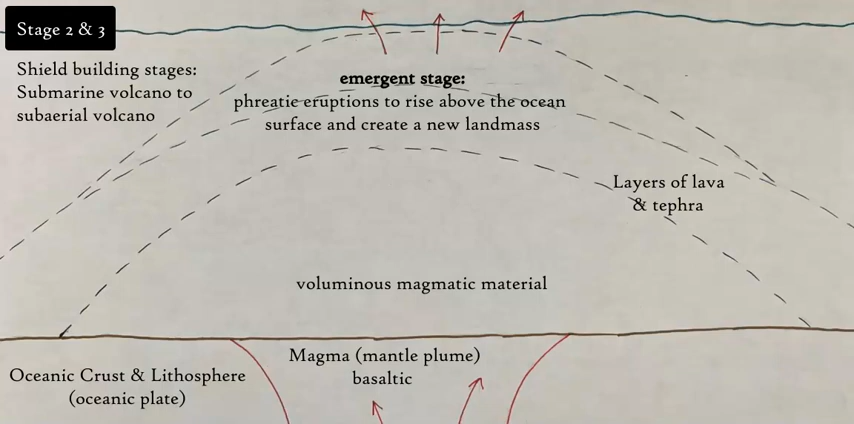 Stage 2 & 3
Shield building stages:
Submarine volcano to
subaerial volcano
emergent stage:
phreatic eruptions to rise above the ocean
surface and create a new landmass
Layers of lava
& tephra
voluminous magmatic material
Magma (mantle plume)
basaltic
Oceanic Crust & Lithosphere
(oceanic plate)